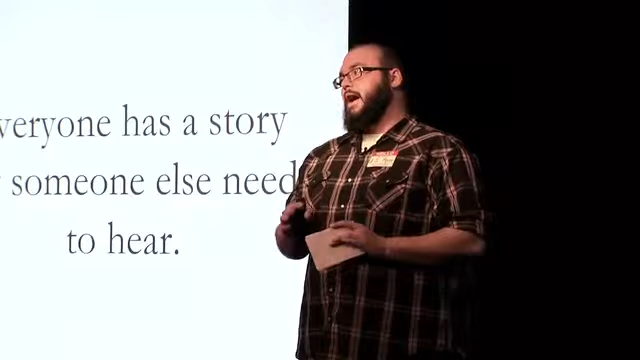 veryone has a story
someone else need
to hear.